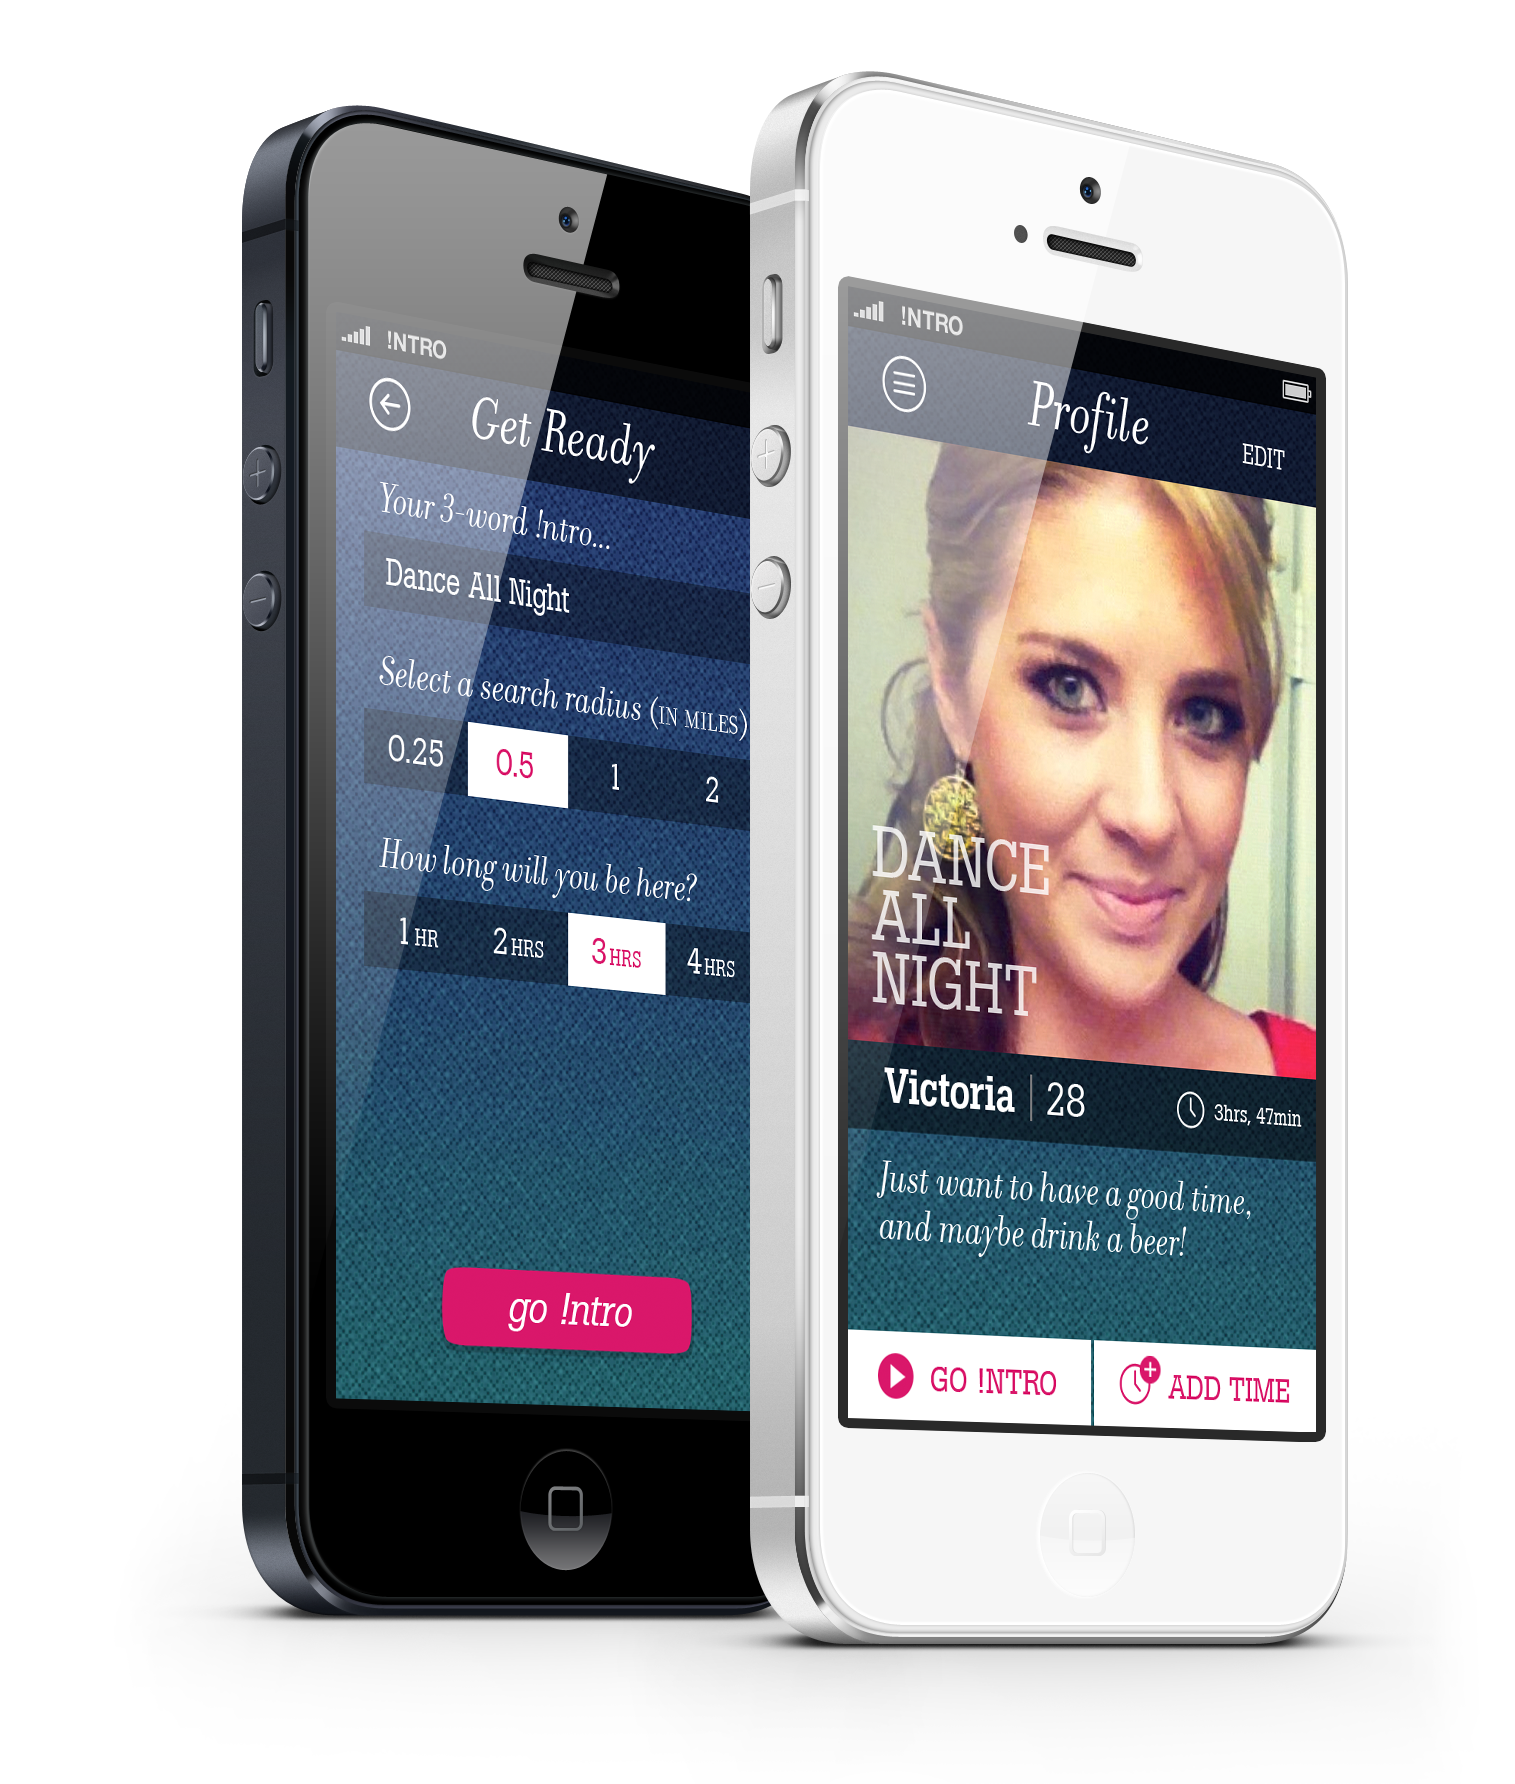 !NTRO
Get Ready
Your 3-word !ntro...
Dance All Night
Select a search radius (IN MILES)
0.25 0.5 1 2
How long will you be here?
1 HR 2 HRS 3 HRS 4 HRS
go !ntro
!NTRO
Profile
EDIT
DANCE
ALL
NIGHT
Victoria | 28
3hrs, 47min
Just want to have a good time,
and maybe drink a beer!
GO !NTRO
ADD TIME